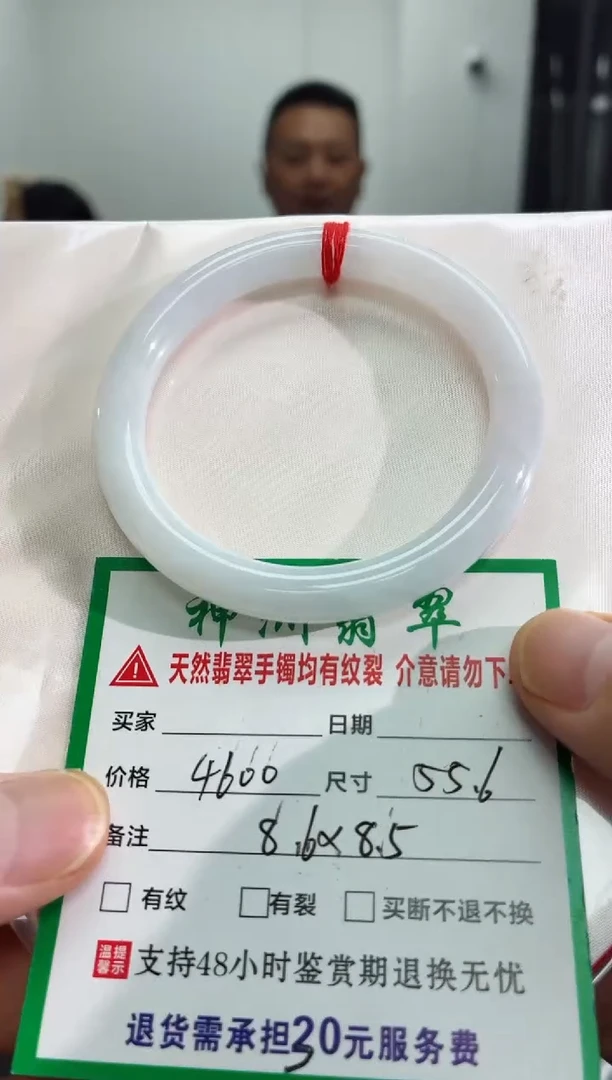 神州翡翠
天然翡翠手镯均有纹裂 介意请勿下
买家 日期
价格 4600 尺寸 55.6
备注 8.6×8.5
有纹 有裂 买断不退不换
温馨提示 支持48小时鉴赏期退换无忧
退货需承担30元服务费